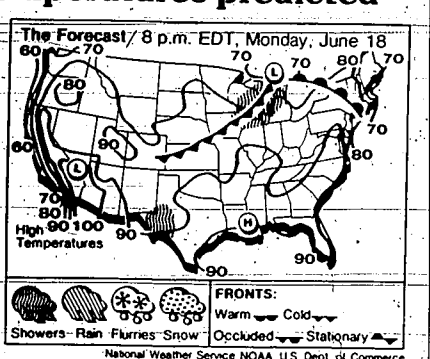 predicted
The Forecast/ 8 p.m. EDT, Monday, June 18
60 70 70 70 80 70
80
L
90
70
60
80
L
70
80
90 100
High
Temperatures
90
H
90
90
Showers Rain Flurries Snow
FRONTS:
Warm Cold
Occluded Stationary
National Weather Service NOAA U.S. Dept. of Commerce